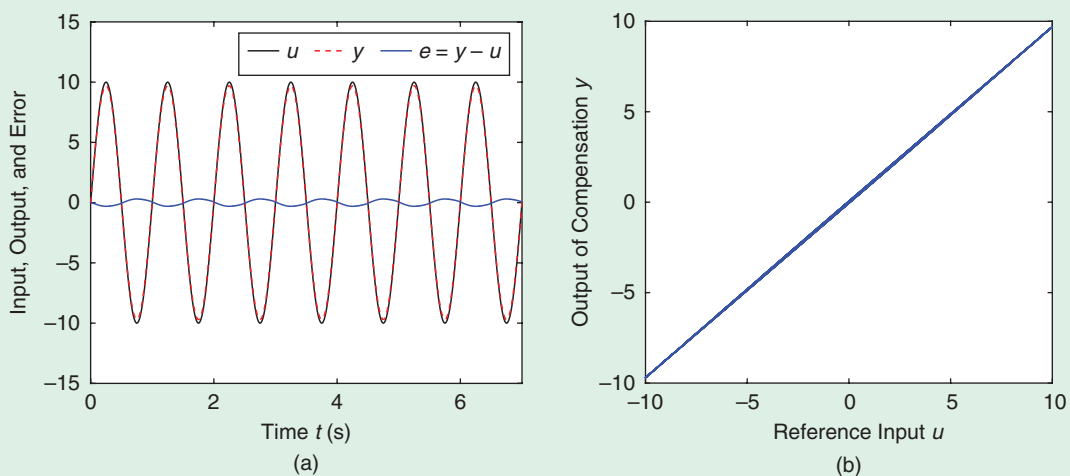 15
10
5
0
−5
−10
−15
Input, Output, and Error
u y e = y – u
0 2 4 6
Time t (s)
(a)
10
5
0
−5
−10
Output of Compensation y
−10 −5 0 5 10
Reference Input u
(b)